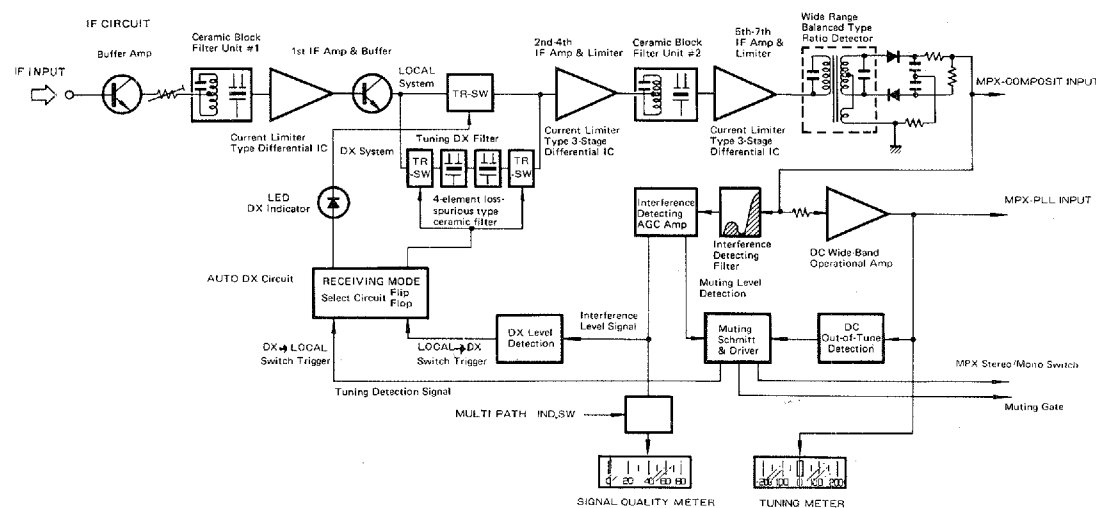 IF CIRCUIT
Buffer Amp
IF INPUT
Ceramic Block
Filter Unit #1
1st IF Amp & Buffer
Current Limiter
Type Differential IC
LOCAL
System
TR-SW
DX System
Tuning DX Filter
TR
-SW
TR
-SW
4-element loss-
spurious type
ceramic filter
2nd-4th
IF Amp & Limiter
Current Limiter
Type 3-Stage
Differential IC
Ceramic Block
Filter Unit #2
5th-7th
IF Amp &
Limiter
Current Limiter
Type 3-Stage
Differential IC
Wide Range
Balanced Type
Ratio Detector
MPX-COMPOSIT INPUT
LED
DX Indicator
Interference
Detecting
AGC Amp
Interference
Detecting
Filter
DC Wide-Band
Operational Amp
MPX-PLL INPUT
AUTO DX Circuit
RECEIVING MODE
Select Circuit Flip
Flop
Muting Level
Detection
DX→LOCAL
Switch Trigger
LOCAL→DX
Switch Trigger
DX Level
Detection
Interference
Level Signal
Muting
Schmitt
& Driver
DC
Out-of-Tune
Detection
Tuning Detection Signal
MPX Stereo/Mono Switch
Muting Gate
MULTI PATH IND,SW
0 20 40 60 80
SIGNAL QUALITY METER
-200 100 0 100 200
TUNING METER